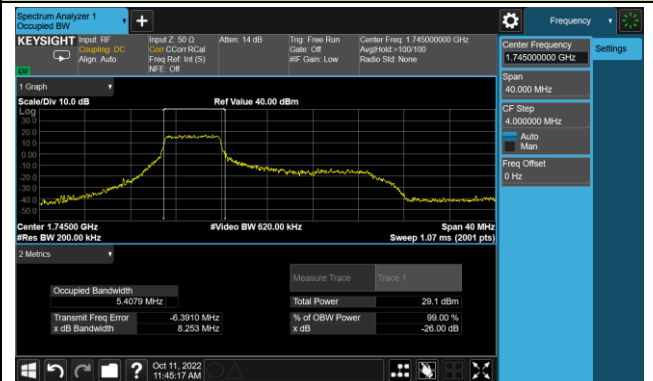 Spectrum Analyzer 1
Occupied BW
Frequency
KEYSIGHT
Input: RF
Coupling: DC
Align: Auto
Input Z: 50 Ω
Corr CCorr RCal
Freq Ref: Int (S)
NFE: Off
Atten: 14 dB
Trig: Free Run
Gate: Off
#IF Gain: Low
Center Freq: 1.745000000 GHz
Avg|Hold:>100/100
Radio Std: None
LXI
Center Frequency
1.745000000 GHz
Settings
Span
40.000 MHz
CF Step
4.000000 MHz
Auto
Man
Freq Offset
0 Hz
1 Graph
Scale/Div 10.0 dB
Ref Value 40.00 dBm
Log
30.0
20.0
10.0
0.00
-10.0
-20.0
-30.0
-40.0
-50.0
Center 1.74500 GHz
#Video BW 620.00 kHz
Span 40 MHz
#Res BW 200.00 kHz
Sweep 1.07 ms (2001 pts)
2 Metrics
Measure Trace
Trace 1
Occupied Bandwidth
5.4079 MHz
Total Power
29.1 dBm
Transmit Freq Error
-6.3910 MHz
% of OBW Power
99.00 %
x dB Bandwidth
8.253 MHz
x dB
-26.00 dB
?
Oct 11, 2022
11:45:17 AM